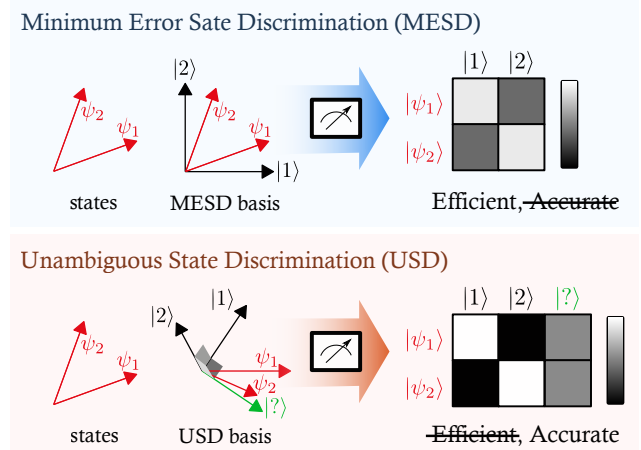 Minimum Error Sate Discrimination (MESD)
|2⟩
ψ₂
ψ₁
ψ₂
ψ₁
|1⟩
states
MESD basis
|1⟩ |2⟩
|ψ₁⟩
|ψ₂⟩
Efficient, Accurate
Unambiguous State Discrimination (USD)
|2⟩
|1⟩
ψ₂
ψ₁
ψ₁
ψ₂
|?⟩
states
USD basis
|1⟩ |2⟩ |?⟩
|ψ₁⟩
|ψ₂⟩
Efficient, Accurate